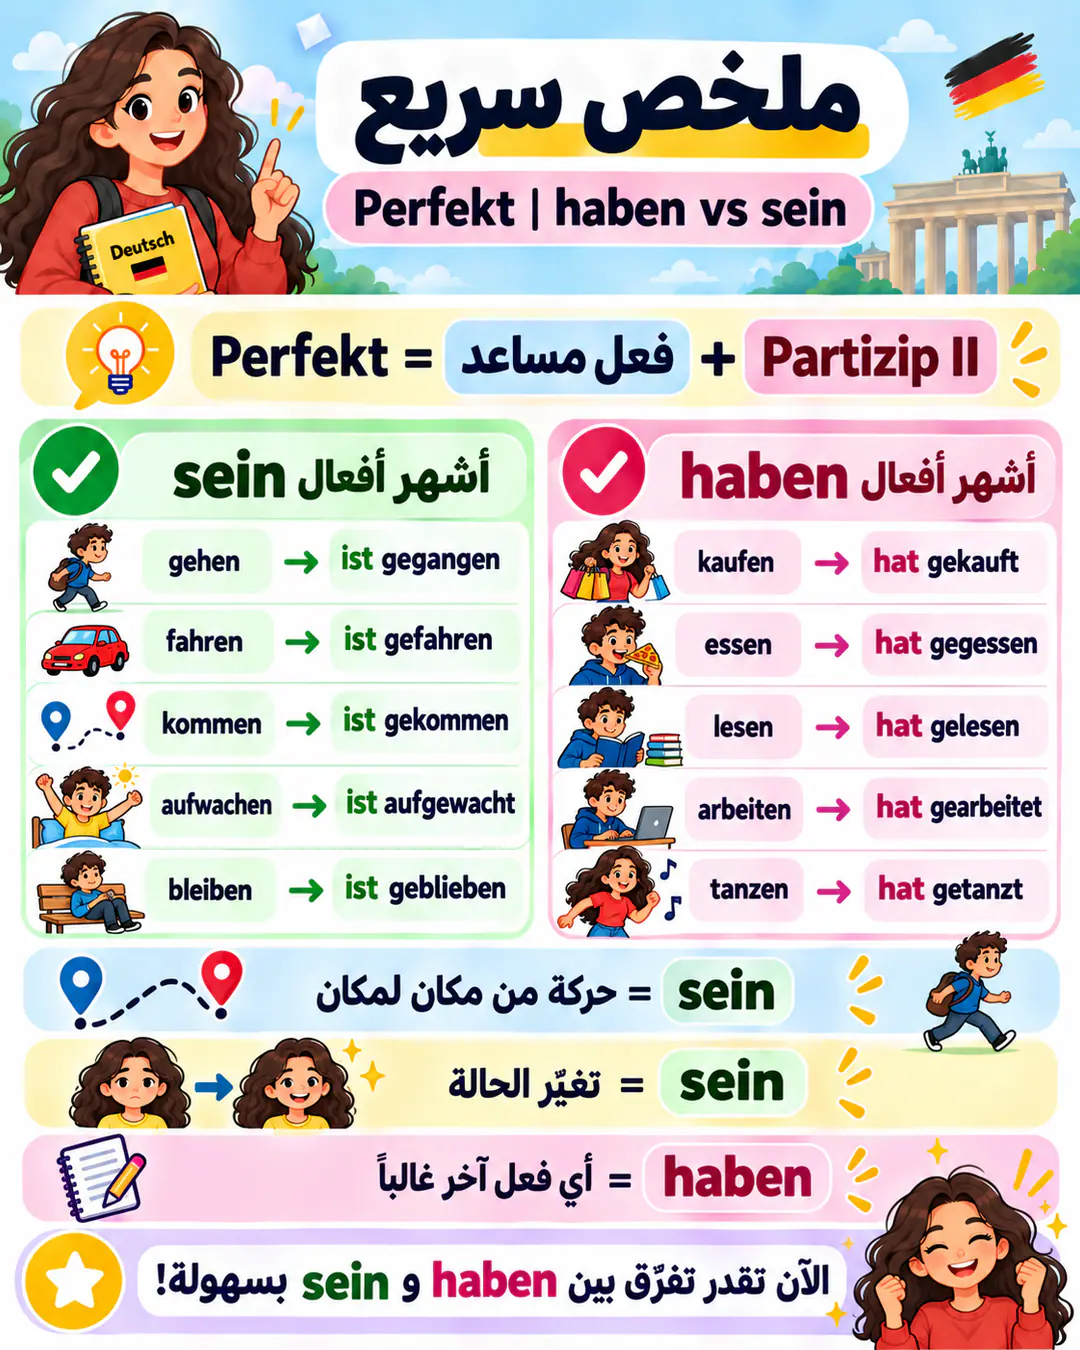 ملخص سريع
Perfekt | haben vs sein
Deutsch
Perfekt = فعل مساعد + Partizip II
أشهر أفعال sein
gehen → ist gegangen
fahren → ist gefahren
kommen → ist gekommen
aufwachen → ist aufgewacht
bleiben → ist geblieben
أشهر أفعال haben
kaufen → hat gekauft
essen → hat gegessen
lesen → hat gelesen
arbeiten → hat gearbeitet
tanzen → hat getanzt
sein = حركة من مكان لمكان
sein = تغيّر الحالة
haben = أي فعل آخر غالباً
الآن تقدر تفرّق بين haben و sein بسهولة!